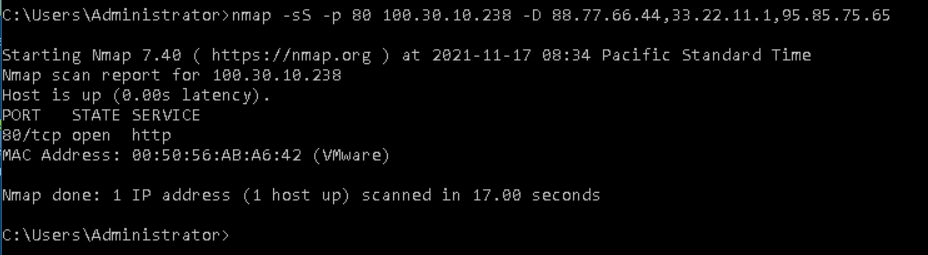 C:\Users\Administrator>nmap -sS -p 80 100.30.10.238 -D 88.77.66.44,33.22.11.1,95.85.75.65
Starting Nmap 7.40 ( https://nmap.org ) at 2021-11-17 08:34 Pacific Standard Time
Nmap scan report for 100.30.10.238
Host is up (0.00s latency).
PORT   STATE SERVICE
80/tcp open  http
MAC Address: 00:50:56:AB:A6:42 (VMware)
Nmap done: 1 IP address (1 host up) scanned in 17.00 seconds
C:\Users\Administrator>